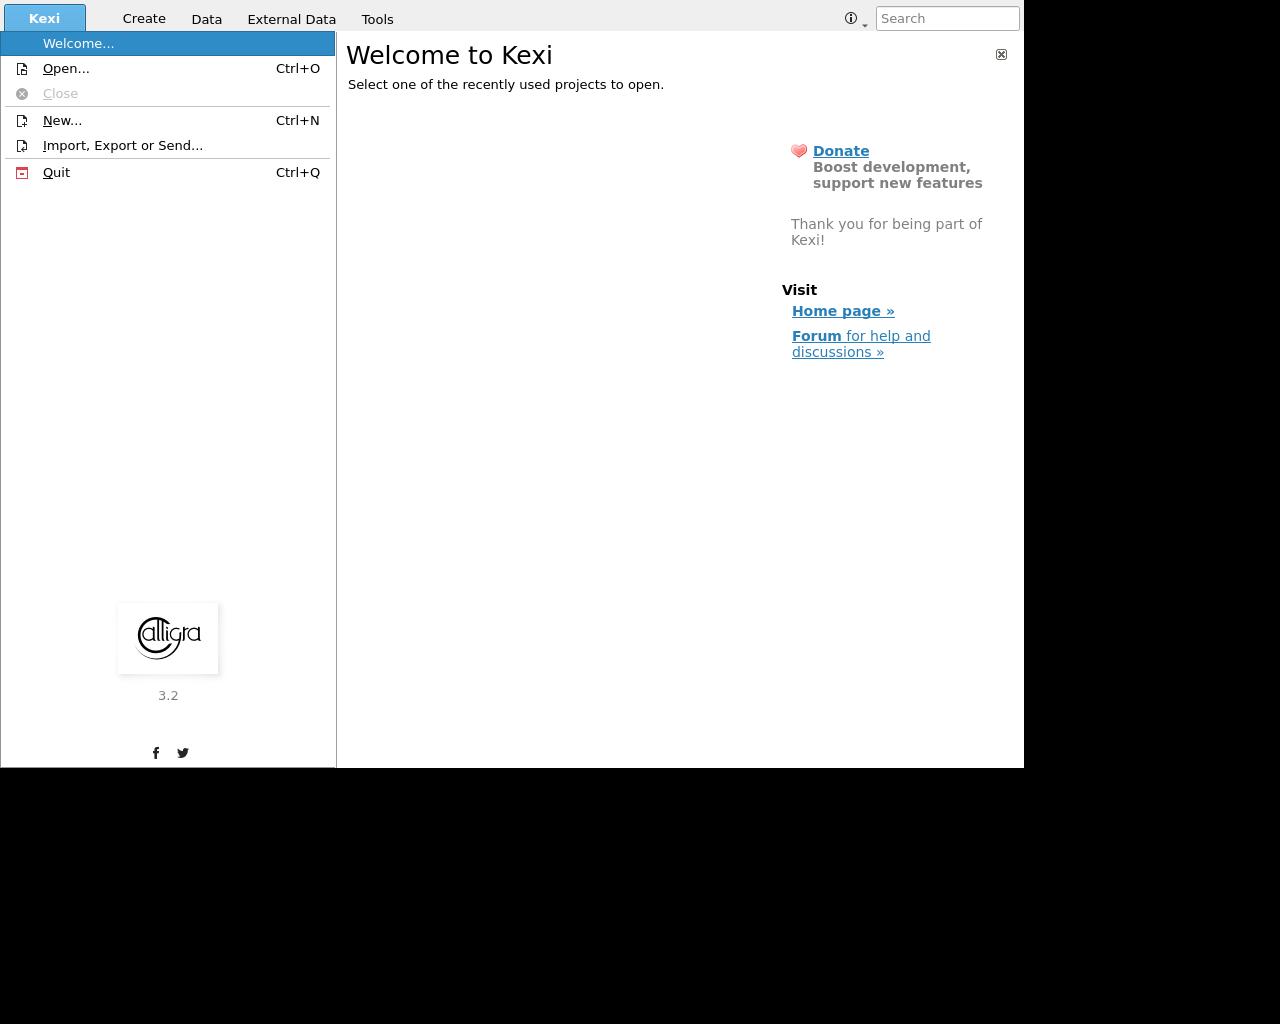 Kexi
Create
Data
External Data
Tools
Search
Welcome...
Open... Ctrl+O
Close
New... Ctrl+N
Import, Export or Send...
Quit Ctrl+Q
Calligra
3.2
Welcome to Kexi
Select one of the recently used projects to open.
Donate
Boost development,
support new features
Thank you for being part of
Kexi!
Visit
Home page »
Forum for help and
discussions »